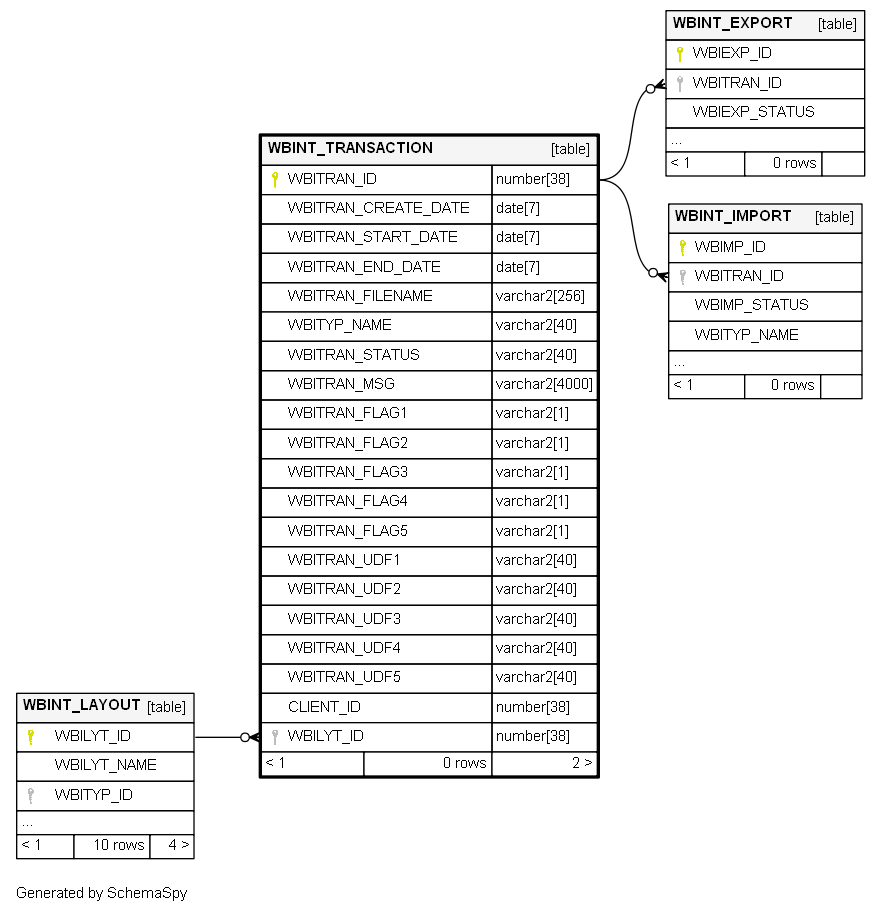 WBINT_EXPORT [table]
WBIEXP_ID
WBITRAN_ID
WBIEXP_STATUS
...
< 1 0 rows
WBINT_TRANSACTION [table]
WBITRAN_ID number[38]
WBITRAN_CREATE_DATE date[7]
WBITRAN_START_DATE date[7]
WBITRAN_END_DATE date[7]
WBITRAN_FILENAME varchar2[256]
WBITYP_NAME varchar2[40]
WBITRAN_STATUS varchar2[40]
WBITRAN_MSG varchar2[4000]
WBITRAN_FLAG1 varchar2[1]
WBITRAN_FLAG2 varchar2[1]
WBITRAN_FLAG3 varchar2[1]
WBITRAN_FLAG4 varchar2[1]
WBITRAN_FLAG5 varchar2[1]
WBITRAN_UDF1 varchar2[40]
WBITRAN_UDF2 varchar2[40]
WBITRAN_UDF3 varchar2[40]
WBITRAN_UDF4 varchar2[40]
WBITRAN_UDF5 varchar2[40]
CLIENT_ID number[38]
WBILYT_ID number[38]
< 1 0 rows 2 >
WBINT_IMPORT [table]
WBIMP_ID
WBITRAN_ID
WBIMP_STATUS
WBITYP_NAME
...
< 1 0 rows
WBINT_LAYOUT [table]
WBILYT_ID
WBILYT_NAME
WBITYP_ID
...
< 1 10 rows 4 >
Generated by SchemaSpy